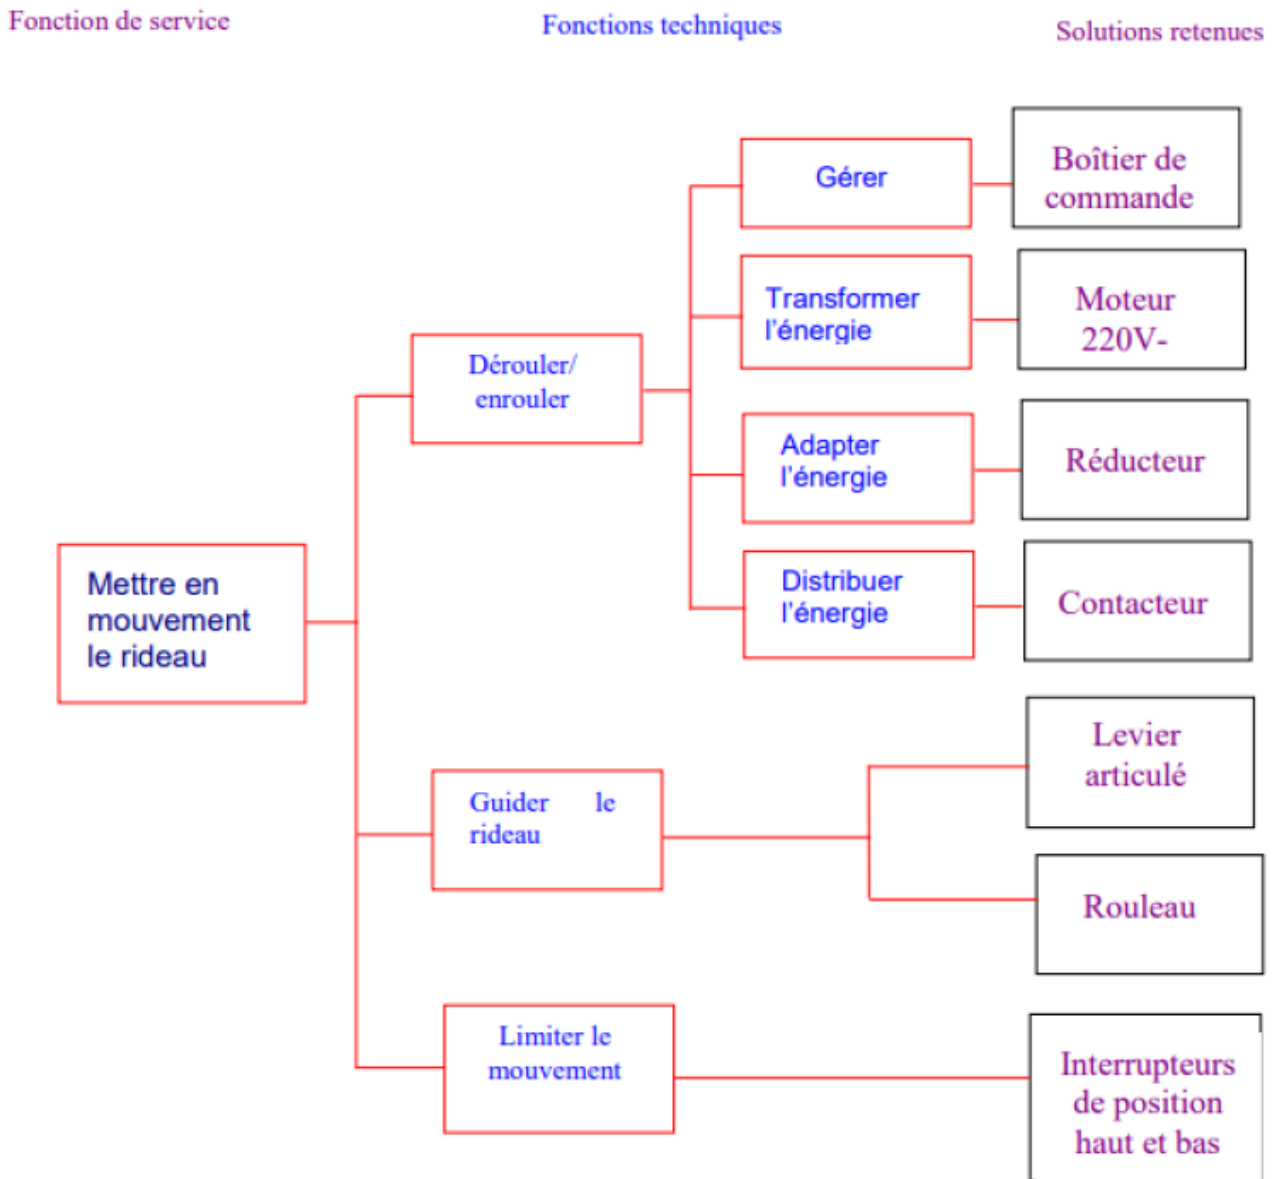 Fonction de service
Fonctions techniques
Solutions retenues
Gérer
Boîtier de
commande
Transformer
l'énergie
Moteur
220V-
Dérouler/
enrouler
Adapter
l'énergie
Réducteur
Distribuer
l'énergie
Contacteur
Mettre en
mouvement
le rideau
Levier
articulé
Guider le
rideau
Rouleau
Limiter le
mouvement
Interrupteurs
de position
haut et bas